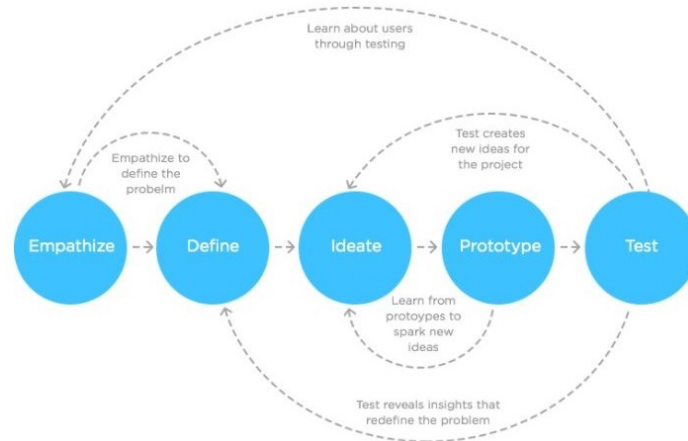 Learn about users
through testing
Test creates
new ideas for
the project
Empathize to
define the
probelm
Empathize
Define
Ideate
Prototype
Test
Learn from
protoypes to
spark new
ideas
Test reveals insights that
redefine the problem